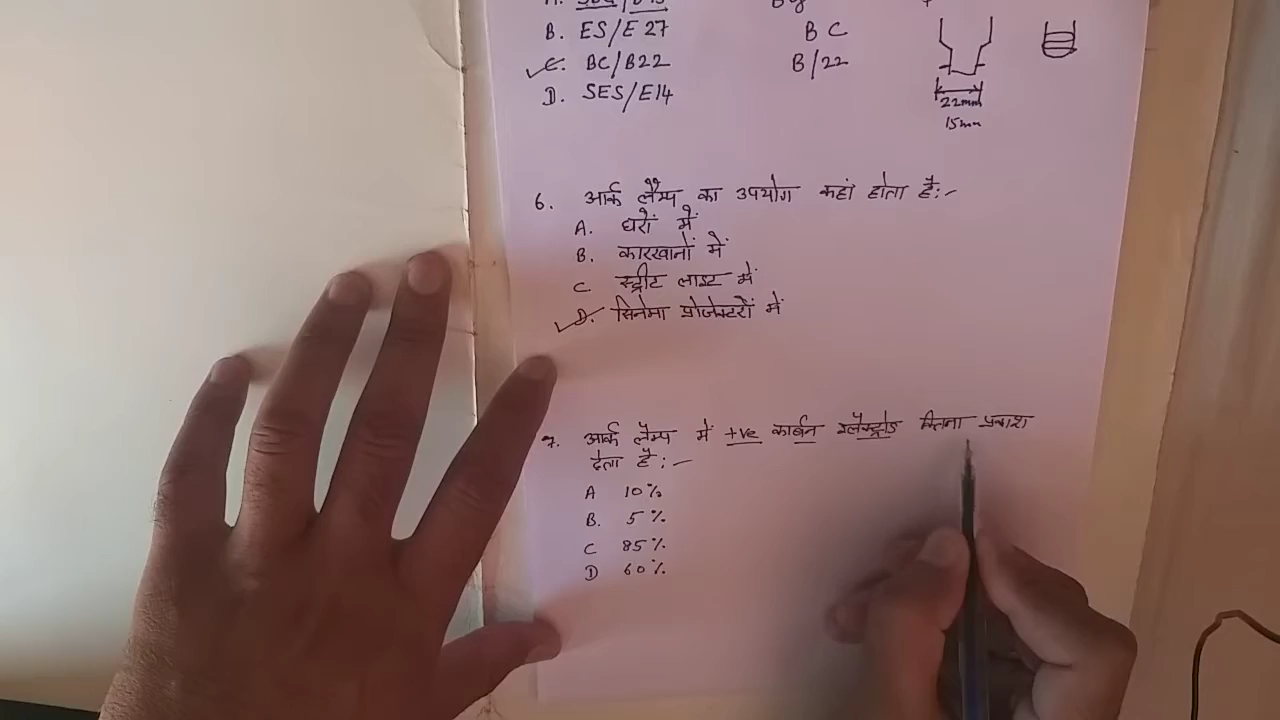 B. ES/E 27
BC
C. BC/B22
B/22
D. SES/E14
22mm
15mm
6. आर्क लैम्प का उपयोग कहां होता है:-
A. घरों में
B. कारखानों में
C स्ट्रीट लाइट में
D. सिनेमा प्रोजेक्टरों में
7. आर्क लैम्प में +ve कार्बन इलैक्ट्रोड कितना प्रकाश
देता है:-
A 10%
B. 5%
C 85%
D 60%